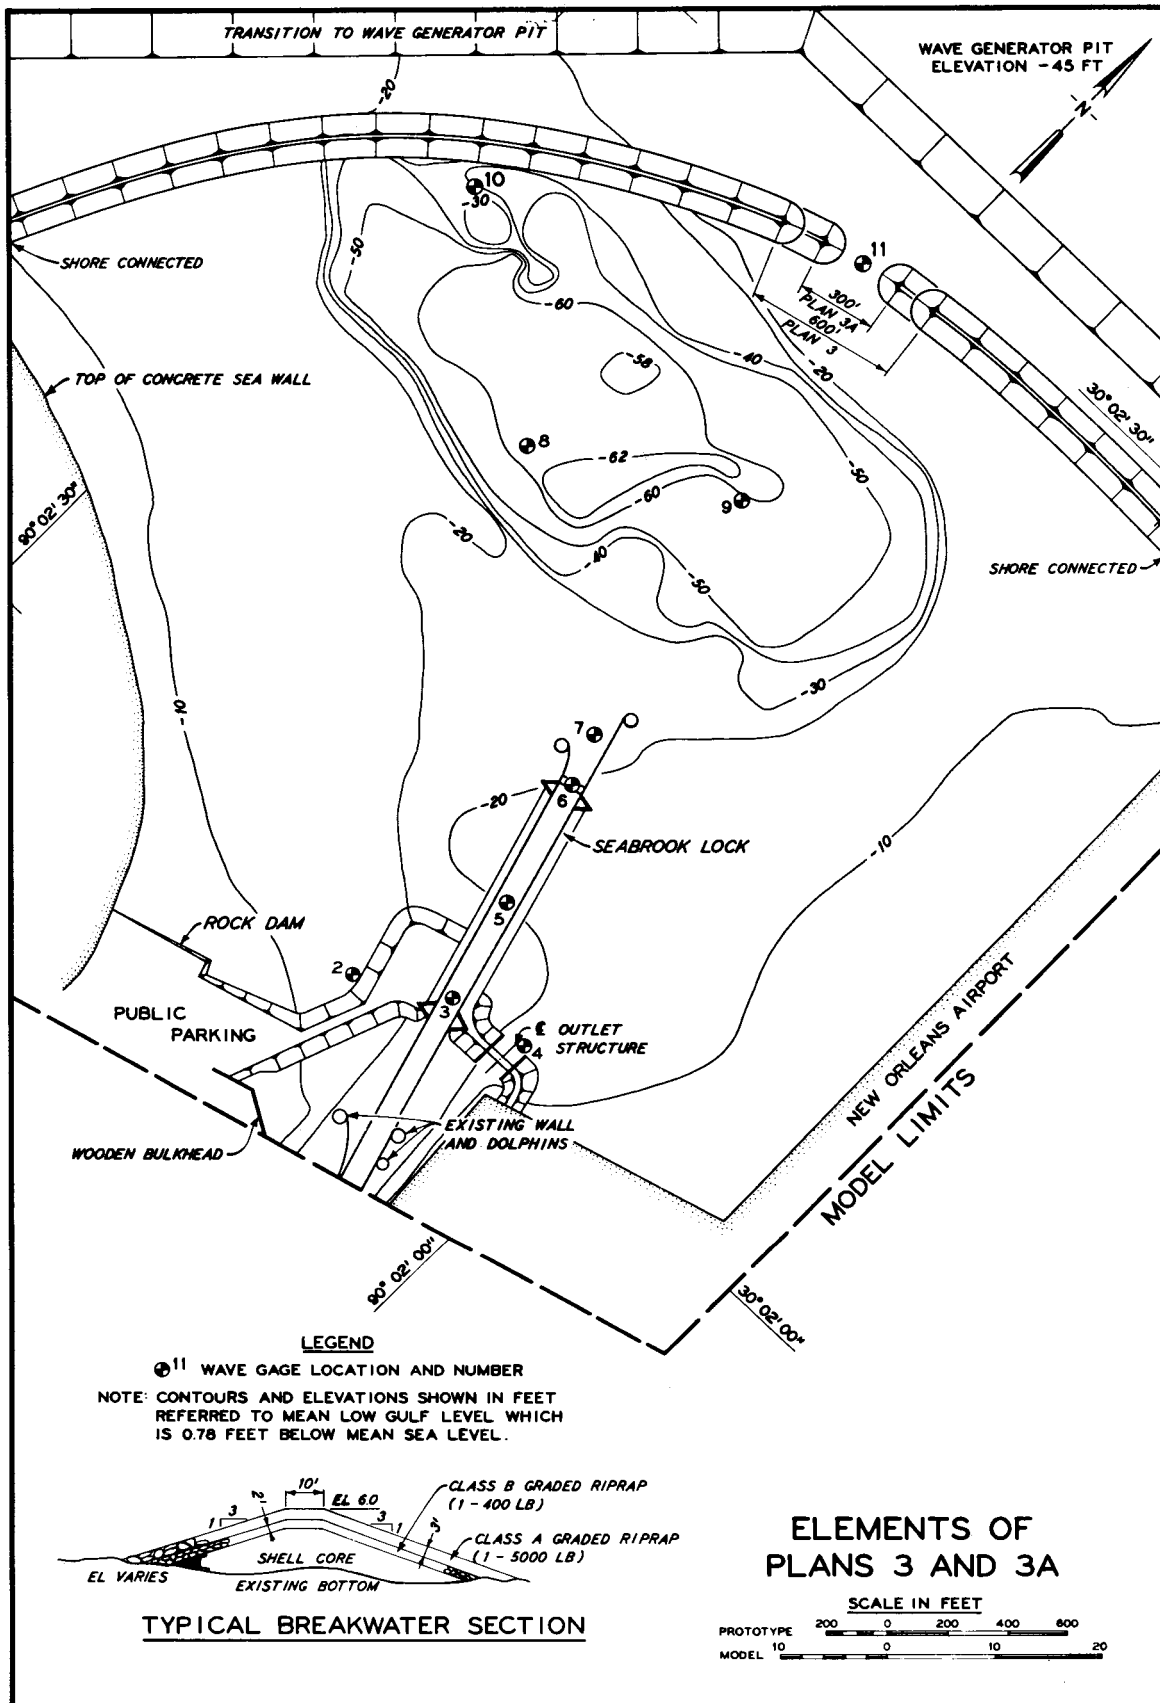 TRANSITION TO WAVE GENERATOR PIT
WAVE GENERATOR PIT
ELEVATION -45 FT
N
-20
10
-30
-50
11
SHORE CONNECTED
-60
300'
PLAN 3A
600'
PLAN 3
-40
-20
-58
TOP OF CONCRETE SEA WALL
30° 02' 30"
8
-62
-60
9
-50
90° 02' 30"
-20
-40
-50
SHORE CONNECTED
-30
-10
7
6
-20
SEABROOK LOCK
-10
5
ROCK DAM
2
3
PUBLIC
PARKING
℄ OUTLET
STRUCTURE
4
NEW ORLEANS AIRPORT
MODEL LIMITS
EXISTING WALL
AND DOLPHINS
WOODEN BULKHEAD
90° 02' 00"
30° 02' 00"
LEGEND
11 WAVE GAGE LOCATION AND NUMBER
NOTE: CONTOURS AND ELEVATIONS SHOWN IN FEET
REFERRED TO MEAN LOW GULF LEVEL WHICH
IS 0.78 FEET BELOW MEAN SEA LEVEL.
10'
EL 6.0
2'
3
1
3
1
3'
CLASS B GRADED RIPRAP
(1 - 400 LB)
CLASS A GRADED RIPRAP
(1 - 5000 LB)
SHELL CORE
EL VARIES
EXISTING BOTTOM
TYPICAL BREAKWATER SECTION
ELEMENTS OF
PLANS 3 AND 3A
SCALE IN FEET
PROTOTYPE 200 0 200 400 600
MODEL 10 0 10 20